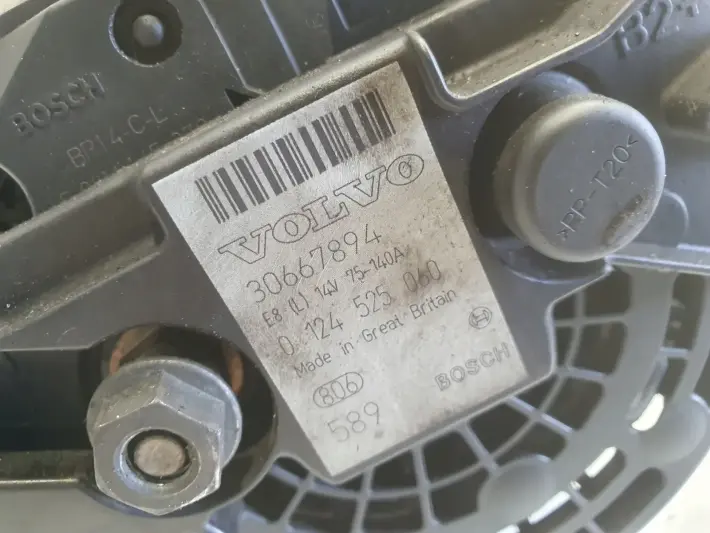 BOSCH
BP14-C-L
B2
>PP-T20<
VOLVO
30667894
E8 (L) 14V 75-140A
0 124 525 060
Made in Great Britain
806
589
BOSCH